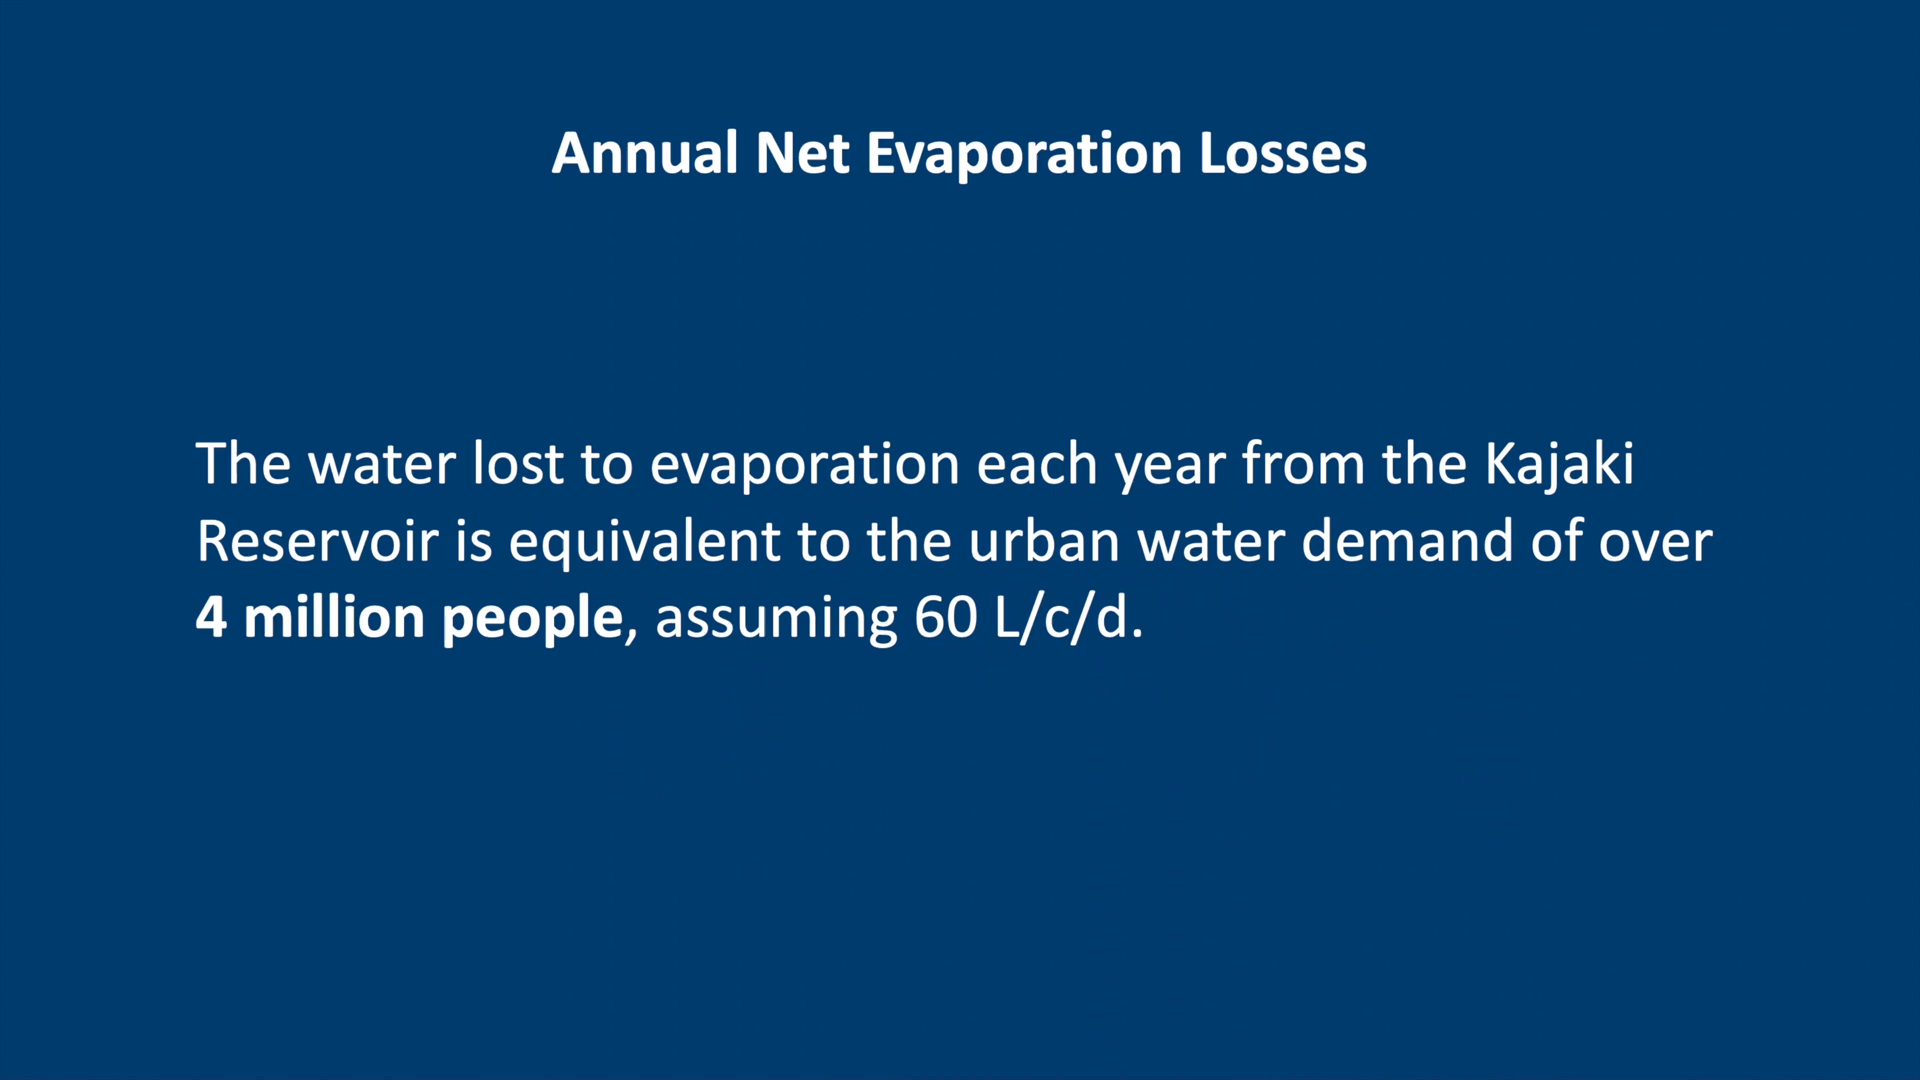 Annual Net Evaporation Losses
The water lost to evaporation each year from the Kajaki
Reservoir is equivalent to the urban water demand of over
4 million people, assuming 60 L/c/d.